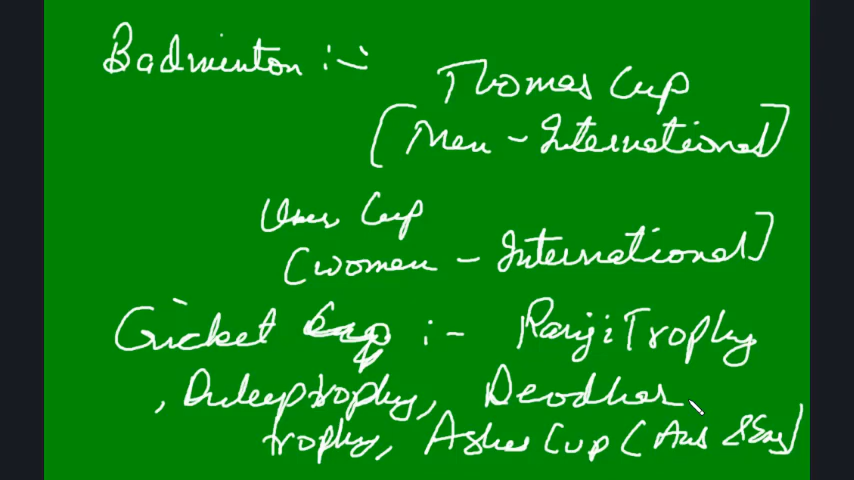 Badminton :-
Thomas Cup
[Men - International]
Uber Cup
(women - International]
Cricket :- Ranji Trophy
, Duleep trophy, Deodhar
trophy, Ashes Cup (Aus & Eng)